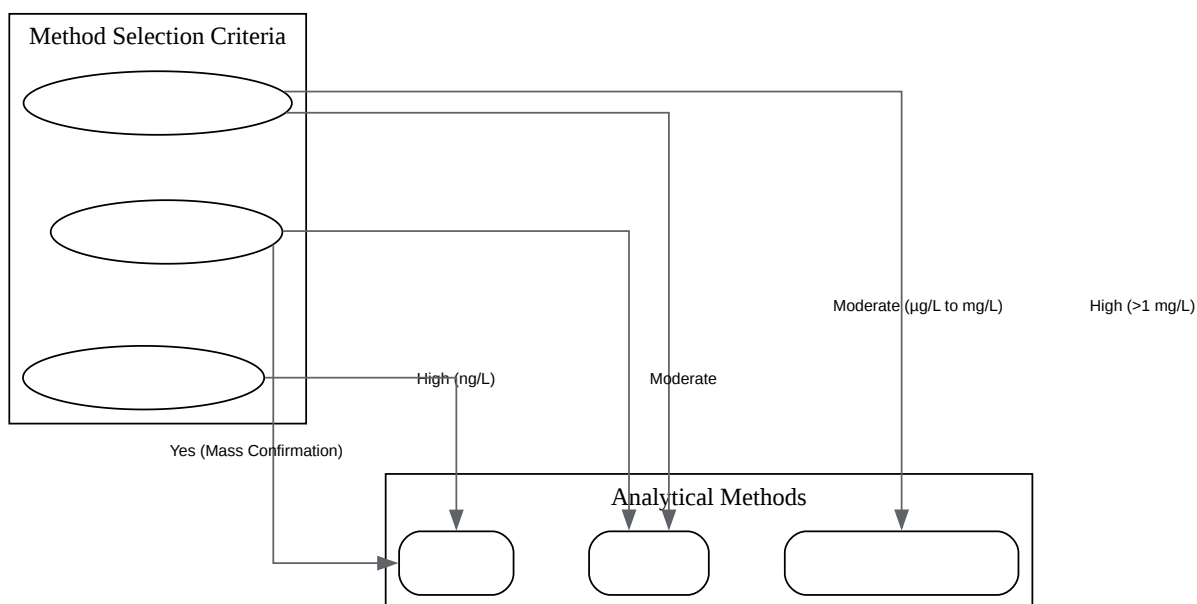 Method Selection Criteria
Moderate (µg/L to mg/L)
High (>1 mg/L)
High (ng/L)
Moderate
Yes (Mass Confirmation)
Analytical Methods